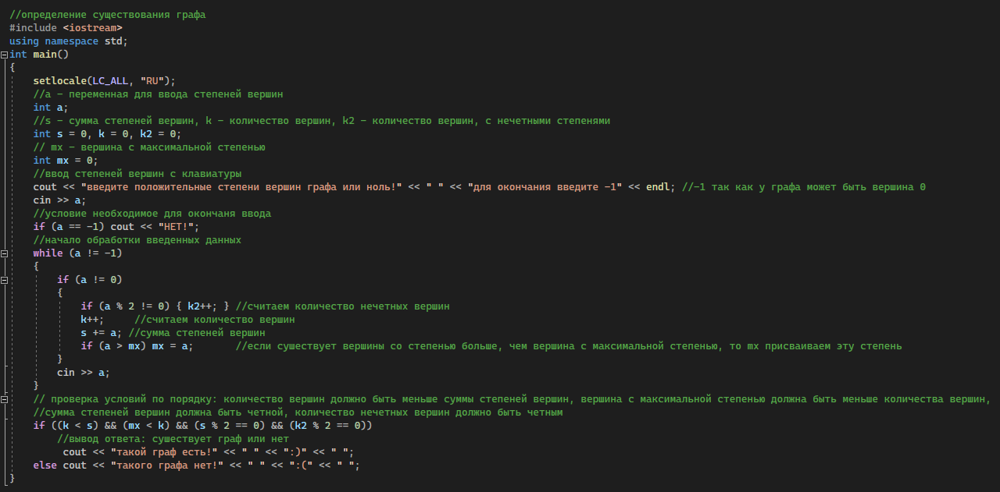 //определение существования графа
#include <iostream>
using namespace std;
int main()
{
setlocale(LC_ALL, "RU");
//a - переменная для ввода степеней вершин
int a;
//s - сумма степеней вершин, k - количество вершин, k2 - количество вершин, с нечетными степенями
int s = 0, k = 0, k2 = 0;
// mx - вершина с максимальной степенью
int mx = 0;
//ввод степеней вершин с клавиатуры
cout << "введите положительные степени вершин графа или ноль!" << " " << "для окончания введите -1" << endl; //-1 так как у графа может быть вершина 0
cin >> a;
//условие необходимое для окончаня ввода
if (a == -1) cout << "НЕТ!";
//начало обработки введенных данных
while (a != -1)
{
if (a != 0)
{
if (a % 2 != 0) { k2++; } //считаем количество нечетных вершин
k++; //считаем количество вершин
s += a; //сумма степеней вершин
if (a > mx) mx = a; //если сушествует вершины со степенью больше, чем вершина с максимальной степенью, то mx присваиваем эту степень
}
cin >> a;
}
// проверка условий по порядку: количество вершин должно быть меньше суммы степеней вершин, вершина с максимальной степенью должна быть меньше количества вершин,
//сумма степеней вершин должна быть четной, количество нечетных вершин должно быть четным
if ((k < s) && (mx < k) && (s % 2 == 0) && (k2 % 2 == 0))
//вывод ответа: сушествует граф или нет
cout << "такой граф есть!" << " " << ":)" << " ";
else cout << "такого графа нет!" << " " << ":(" << " ";
}